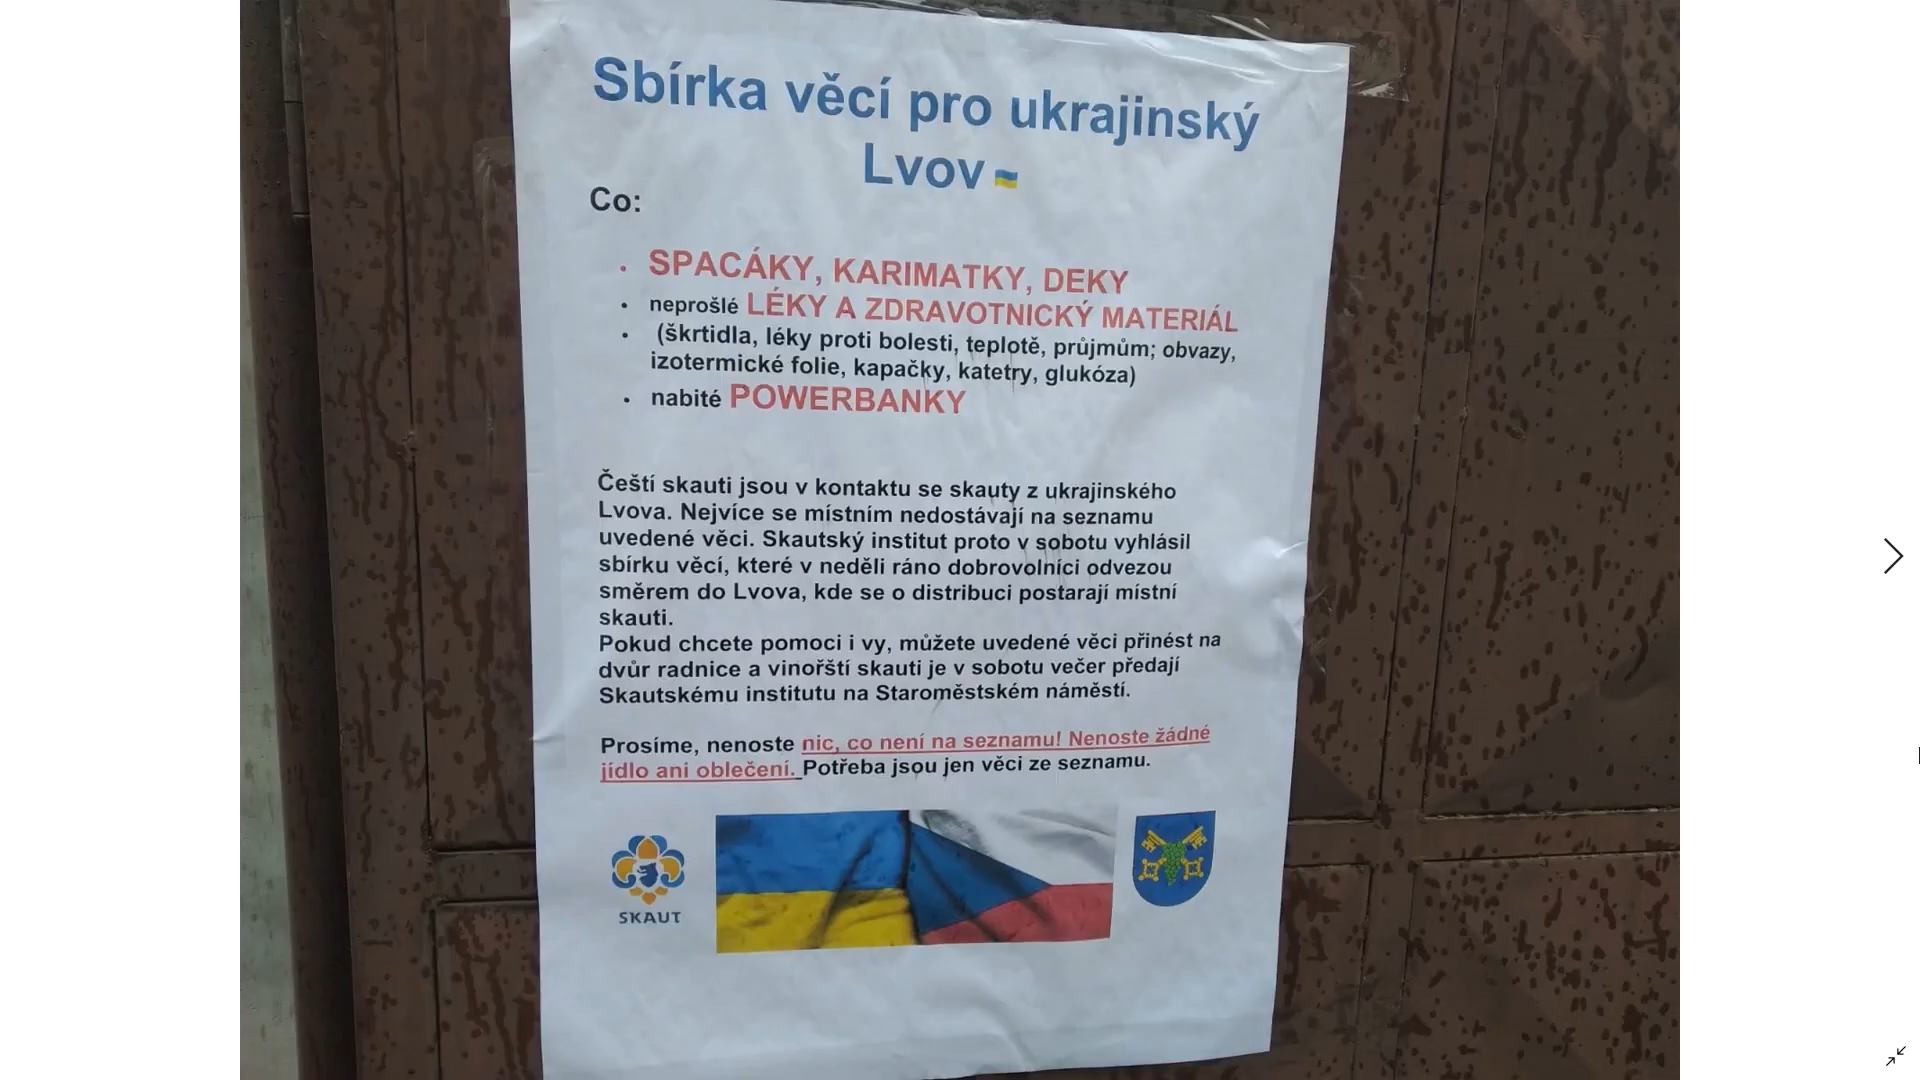 Sbírka věcí pro ukrajinský
Lvov
Co:
• SPACÁKY, KARIMATKY, DEKY
• neprošlé LÉKY A ZDRAVOTNICKÝ MATERIÁL
• (škrtidla, léky proti bolesti, teplotě, průjmům; obvazy,
izotermické folie, kapačky, katetry, glukóza)
• nabité POWERBANKY
Čeští skauti jsou v kontaktu se skauty z ukrajinského
Lvova. Nejvíce se místním nedostávají na seznamu
uvedené věci. Skautský institut proto v sobotu vyhlásil
sbírku věcí, které v neděli ráno dobrovolníci odvezou
směrem do Lvova, kde se o distribuci postarají místní
skauti.
Pokud chcete pomoci i vy, můžete uvedené věci přinést na
dvůr radnice a vinořští skauti je v sobotu večer předají
Skautskému institutu na Staroměstském náměstí.
Prosíme, nenoste nic, co není na seznamu! Nenoste žádné
jídlo ani oblečení. Potřeba jsou jen věci ze seznamu.
SKAUT